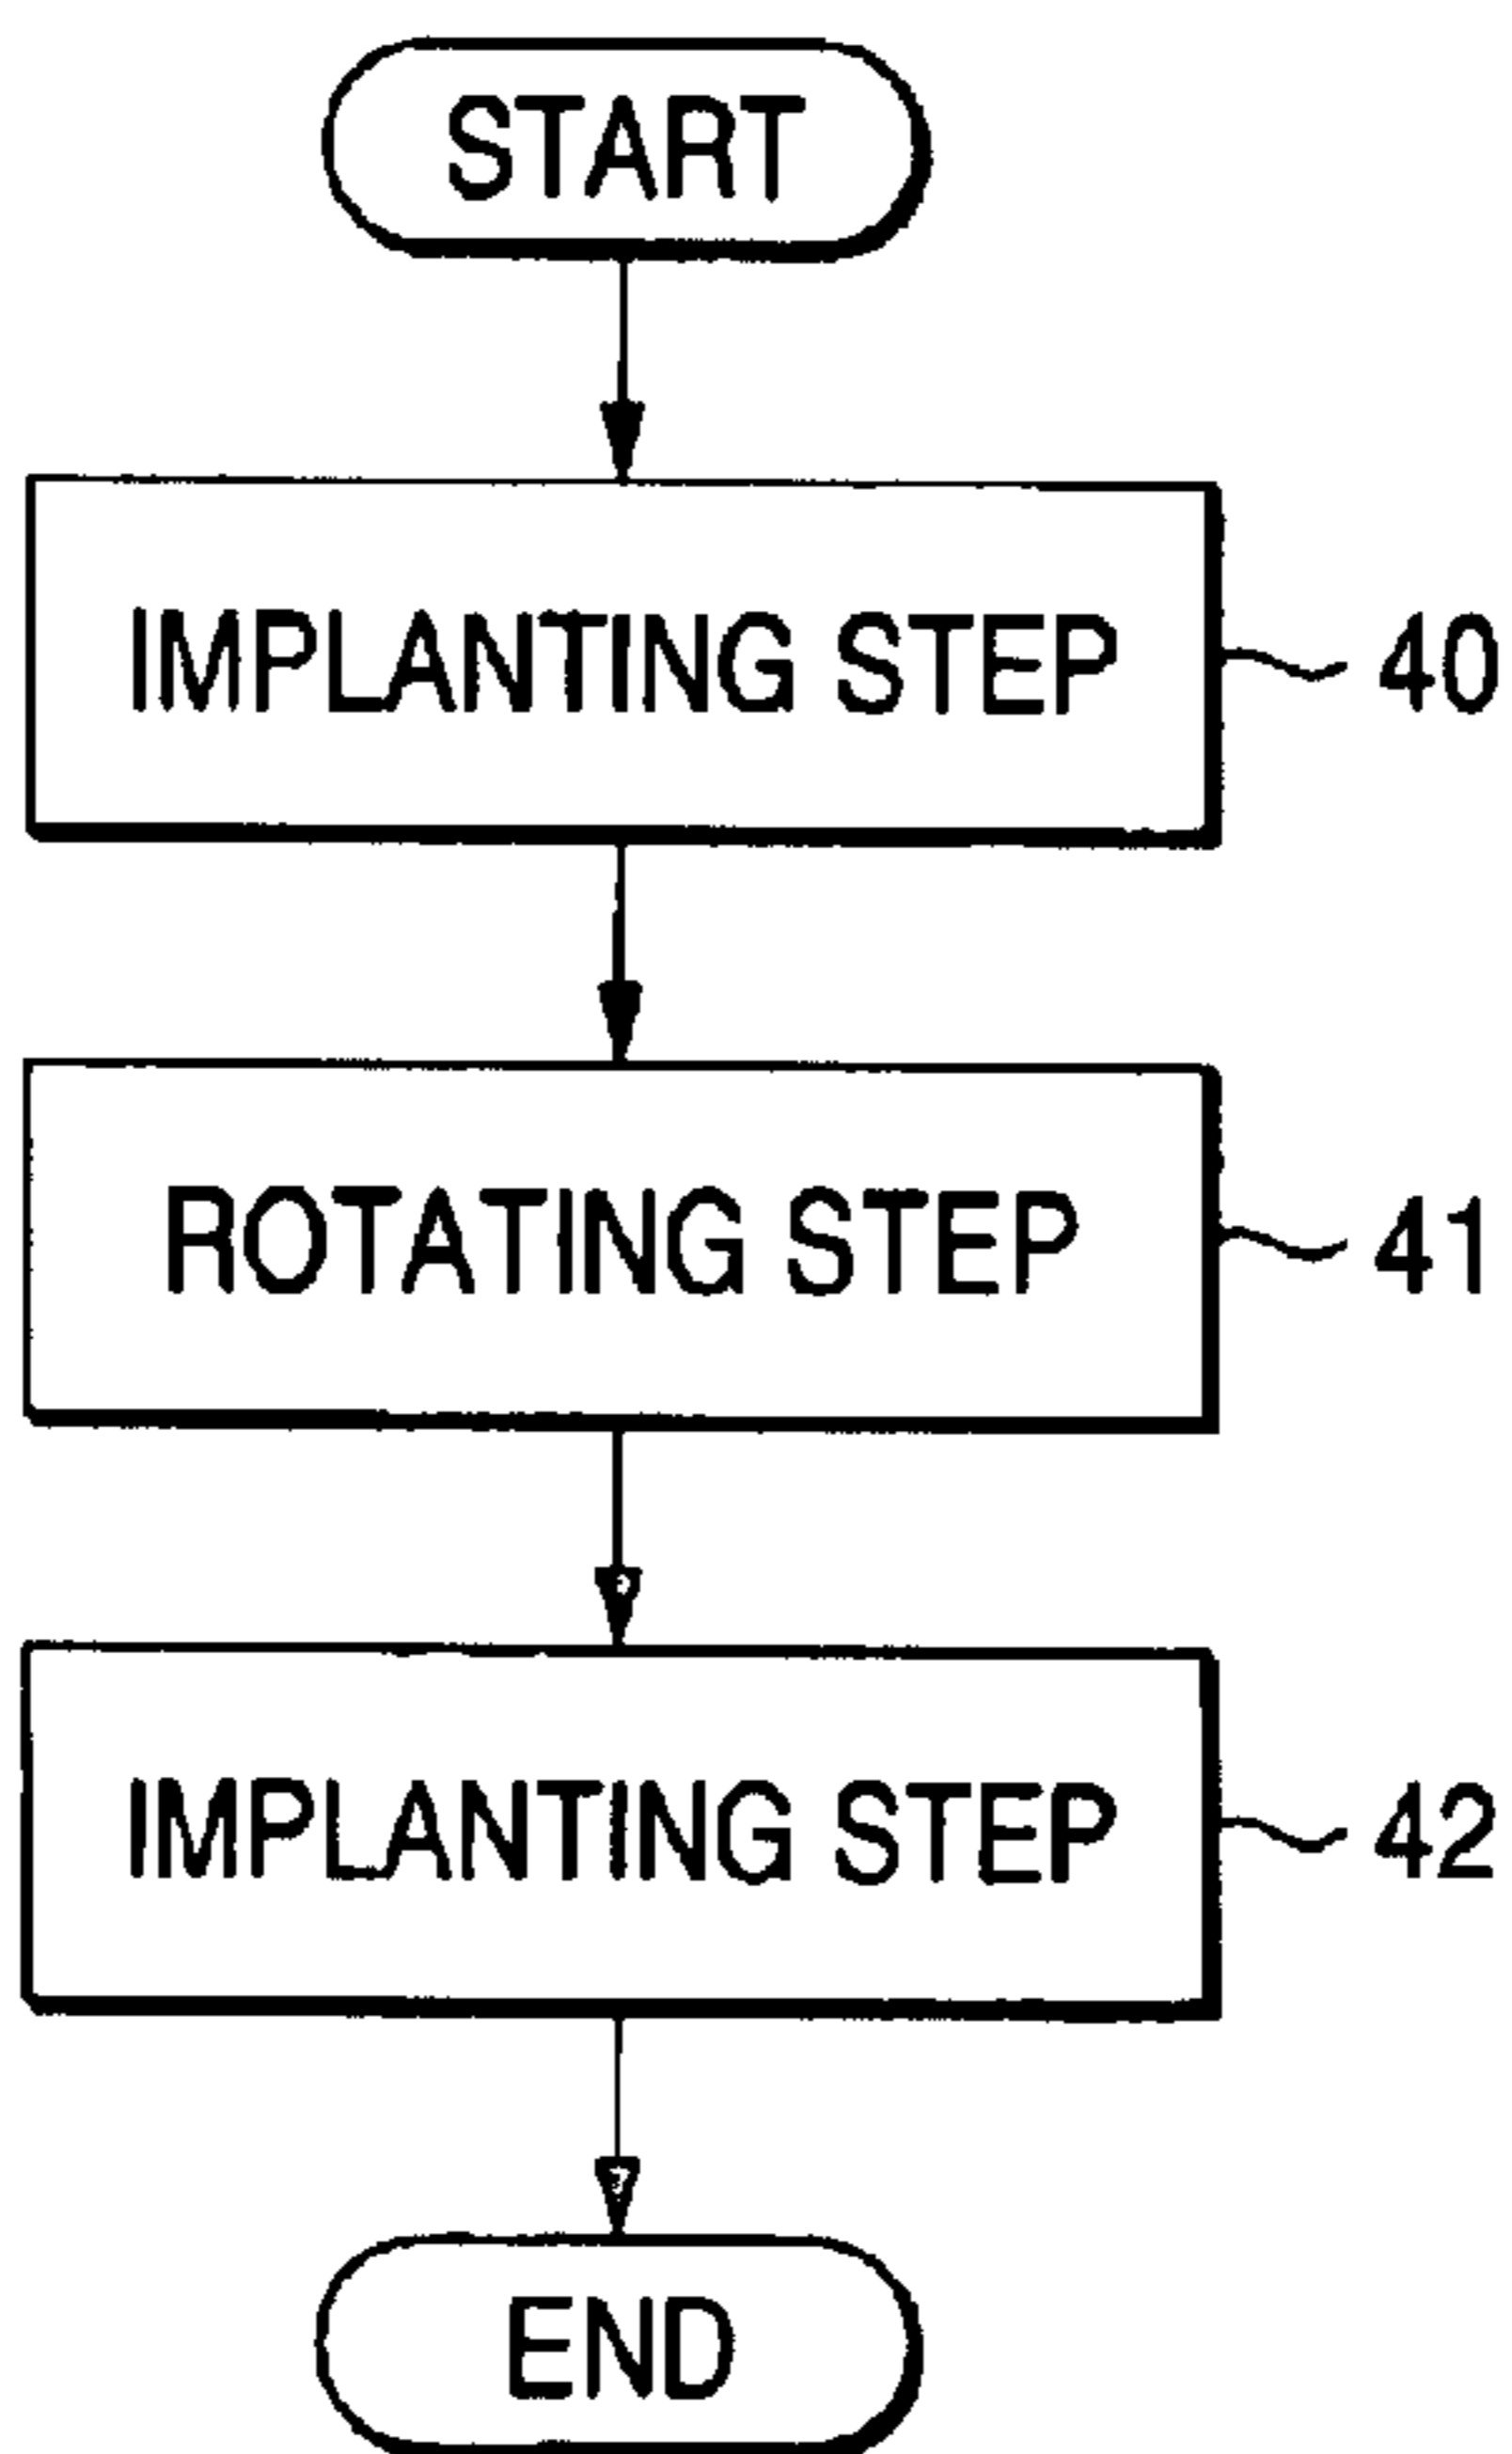 START
IMPLANTING STEP 40
ROTATING STEP 41
IMPLANTING STEP 42
END